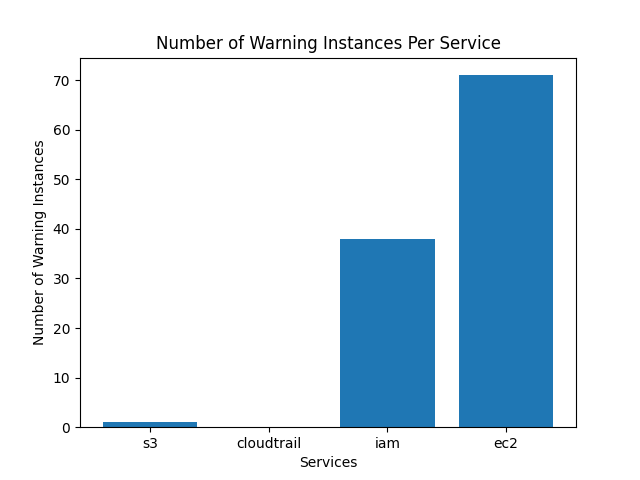 Number of Warning Instances Per Service
Number of Warning Instances
70
60
50
40
30
20
10
0
s3 cloudtrail iam ec2
Services